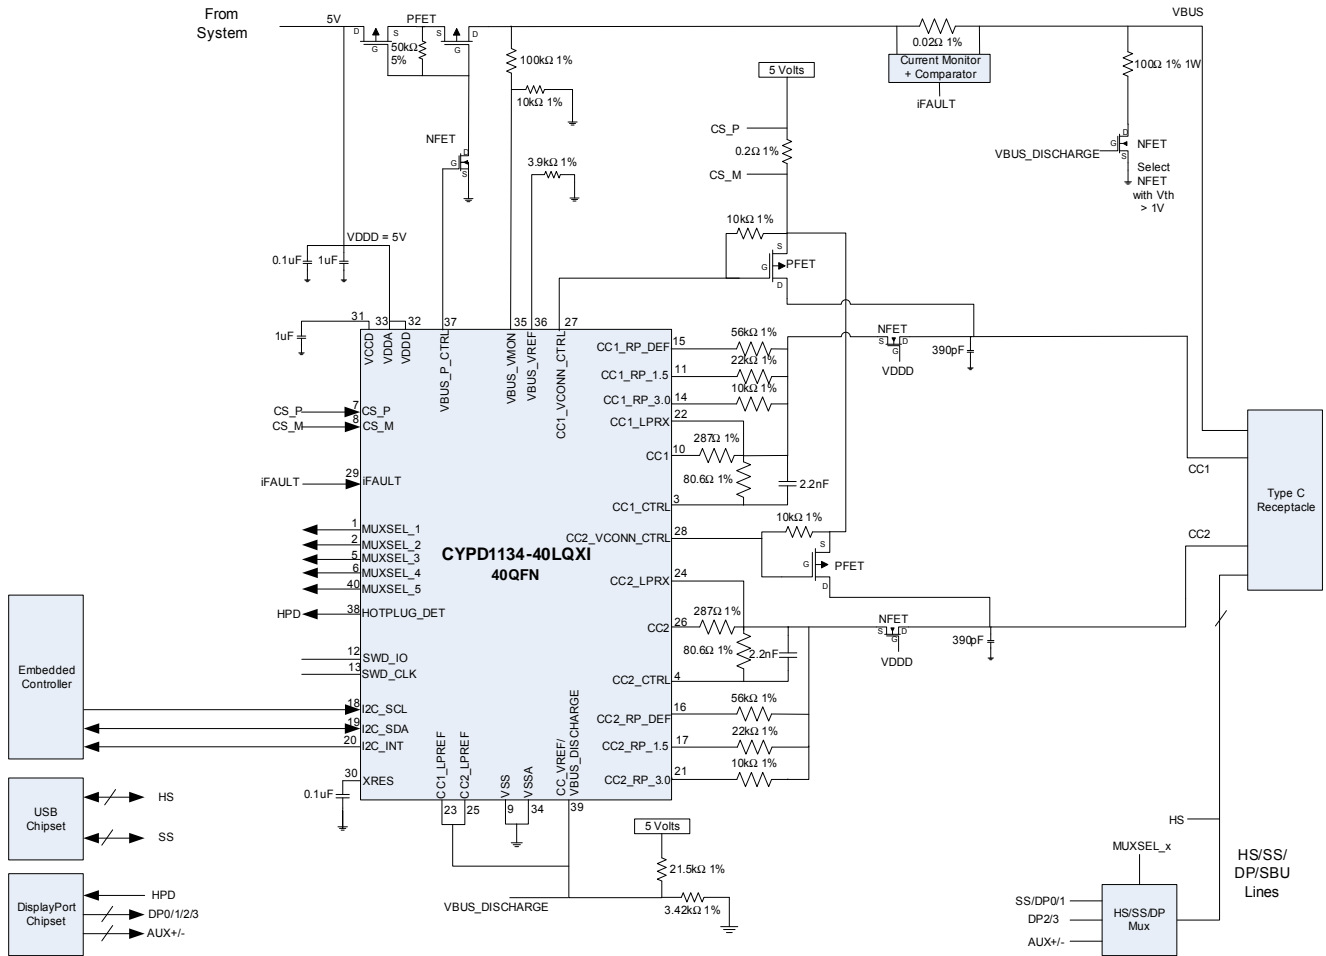 From
System
5V
PFET
D
S
G
S
D
G
50kΩ
5%
100kΩ 1%
10kΩ 1%
NFET
D
G
S
3.9kΩ 1%
VBUS
0.02Ω 1%
Current Monitor
+ Comparator
iFAULT
100Ω 1% 1W
VBUS_DISCHARGE
D
G
S
NFET
Select
NFET
with Vth
> 1V
5 Volts
CS_P
0.2Ω 1%
CS_M
10kΩ 1%
S
G
D
PFET
VDDD = 5V
0.1uF
1uF
1uF
31
33
32
37
35
36
27
VCCD
VDDA
VDDD
VBUS_P_CTRL
VBUS_VMON
VBUS_VREF
CC1_VCONN_CTRL
CS_P
7
CS_P
CS_M
8
CS_M
iFAULT
29
iFAULT
1
MUXSEL_1
2
MUXSEL_2
5
MUXSEL_3
6
MUXSEL_4
40
MUXSEL_5
HPD
38
HOTPLUG_DET
12
SWD_IO
13
SWD_CLK
18
I2C_SCL
19
I2C_SDA
20
I2C_INT
30
XRES
0.1uF
CYPD1134-40LQXI
40QFN
CC1_RP_DEF
15
56kΩ 1%
CC1_RP_1.5
11
22kΩ 1%
CC1_RP_3.0
14
10kΩ 1%
CC1_LPRX
22
CC1
10
287Ω 1%
80.6Ω 1%
2.2nF
CC1_CTRL
3
CC2_VCONN_CTRL
28
10kΩ 1%
S
G
D
PFET
CC2_LPRX
24
CC2
26
287Ω 1%
80.6Ω 1%
2.2nF
CC2_CTRL
4
CC2_RP_DEF
16
56kΩ 1%
CC2_RP_1.5
17
22kΩ 1%
CC2_RP_3.0
21
10kΩ 1%
NFET
S
D
G
VDDD
390pF
NFET
S
D
G
VDDD
390pF
CC1
CC2
Type C
Receptacle
CC1_LPREF
CC2_LPREF
VSS
VSSA
CC_VREF/
VBUS_DISCHARGE
23
25
9
34
39
VBUS_DISCHARGE
5 Volts
21.5kΩ 1%
3.42kΩ 1%
Embedded
Controller
USB
Chipset
HS
SS
DisplayPort
Chipset
HPD
DP0/1/2/3
AUX+/-
HS
MUXSEL_x
SS/DP0/1
DP2/3
AUX+/-
HS/SS/DP
Mux
HS/SS/
DP/SBU
Lines